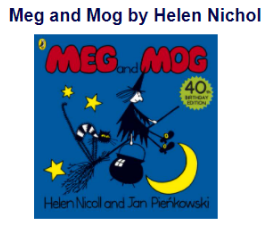 Meg and Mog by Helen Nichol
MEG and MOG
40th
BIRTHDAY
EDITION
Helen Nicoll and Jan Pieńkowski